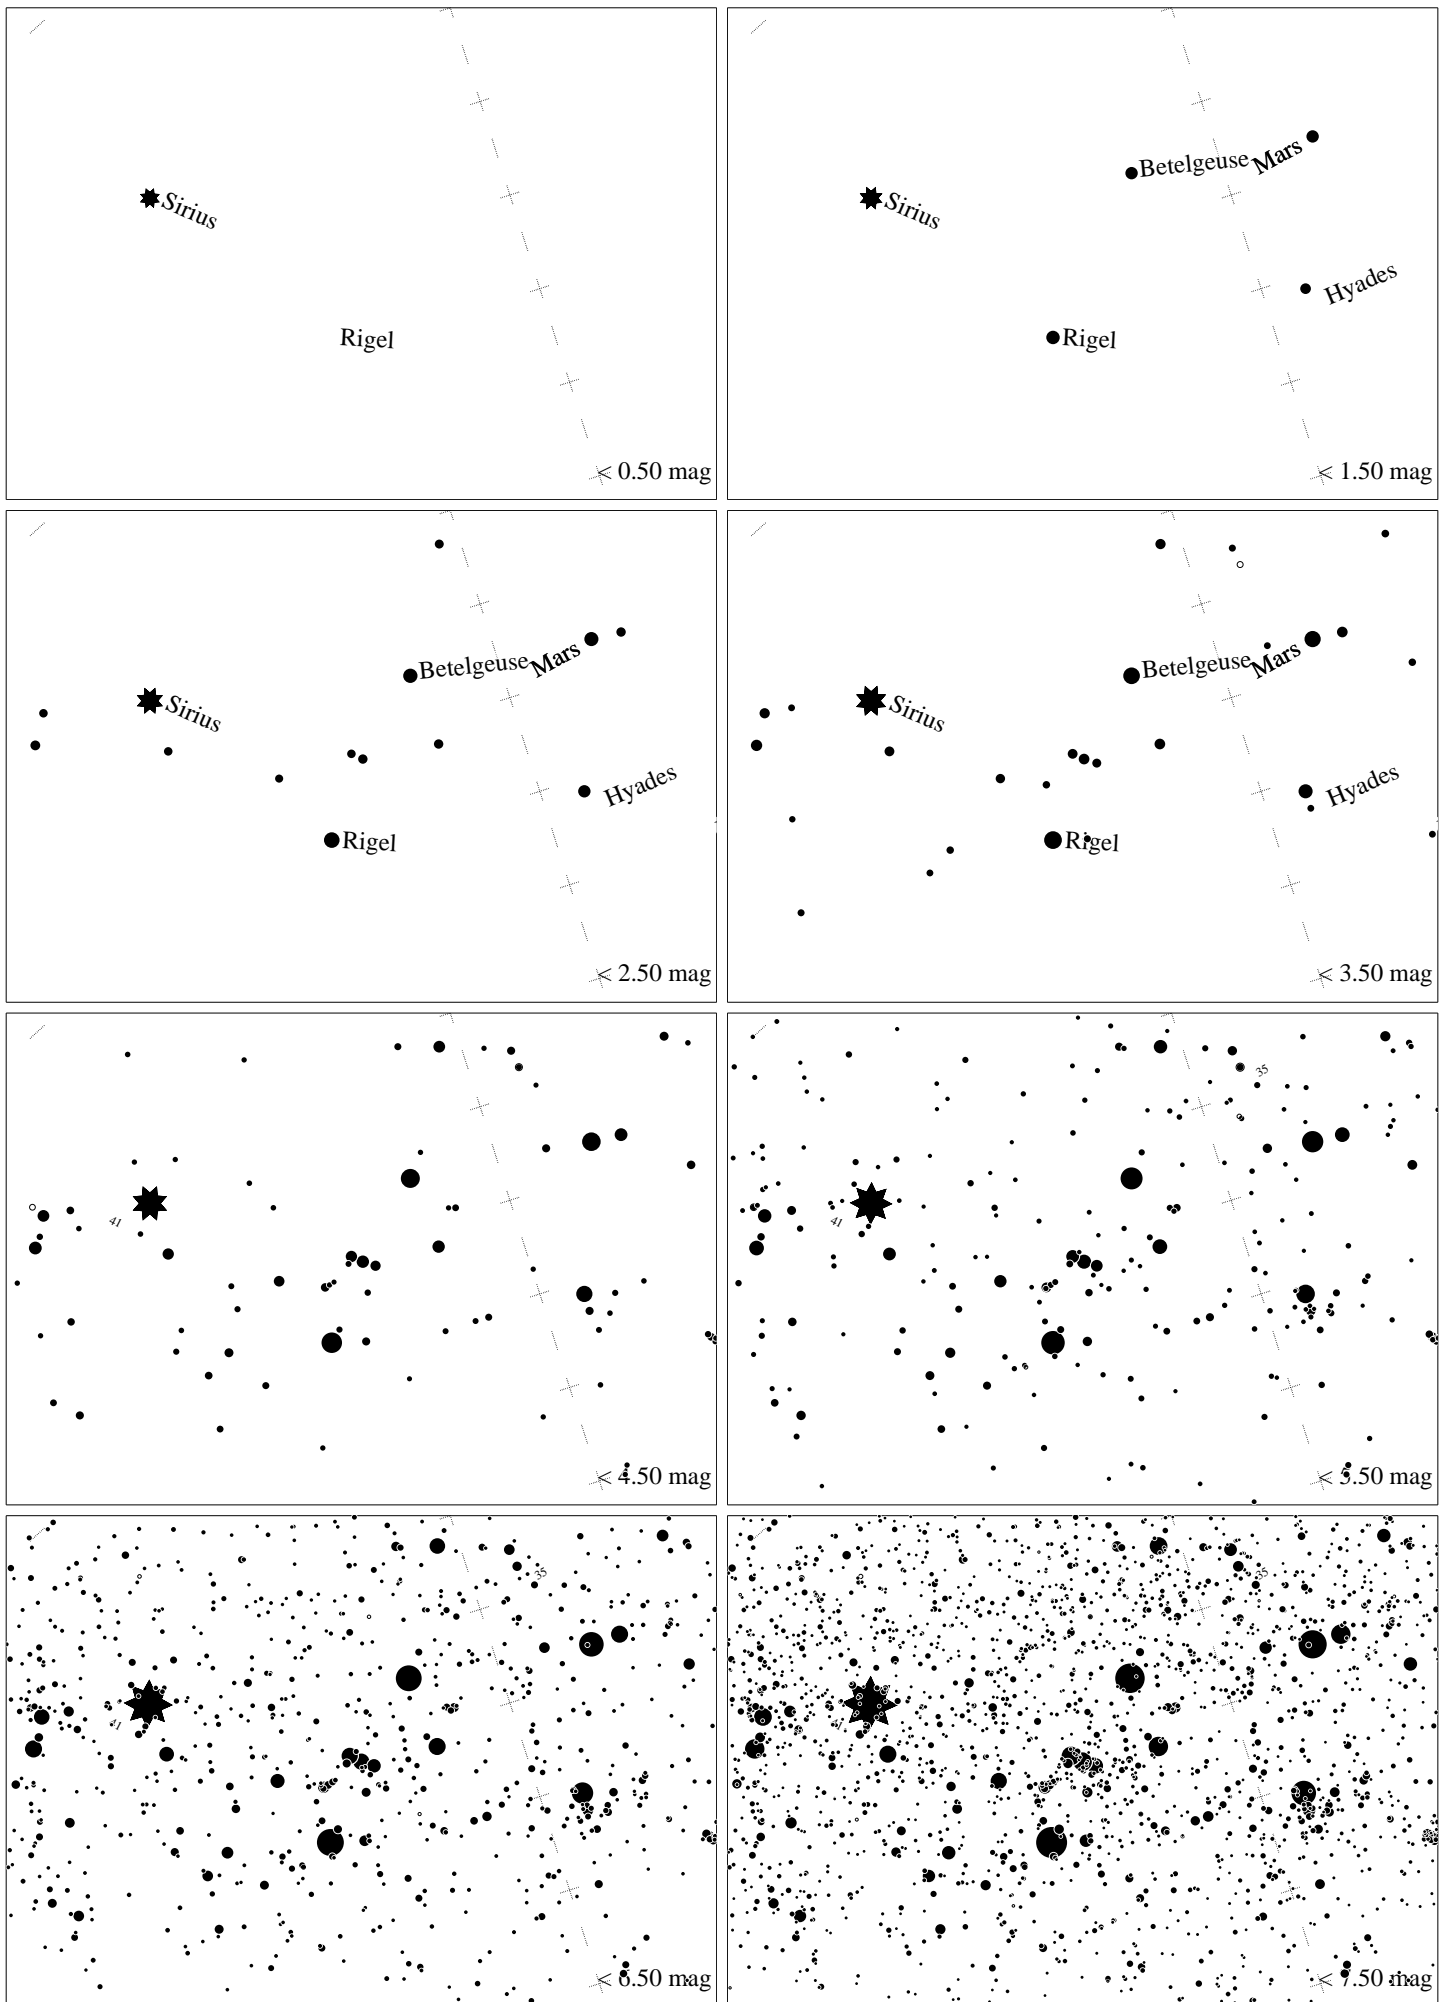 Sirius
Rigel
< 0.50 mag
Betelgeuse Mars
Sirius
Hyades
Rigel
< 1.50 mag
Betelgeuse Mars
Sirius
Hyades
Rigel
< 2.50 mag
Betelgeuse Mars
Sirius
Hyades
Rigel
< 3.50 mag
41
< 4.50 mag
35
41
< 5.50 mag
35
41
< 6.50 mag
35
41
< 7.50 mag